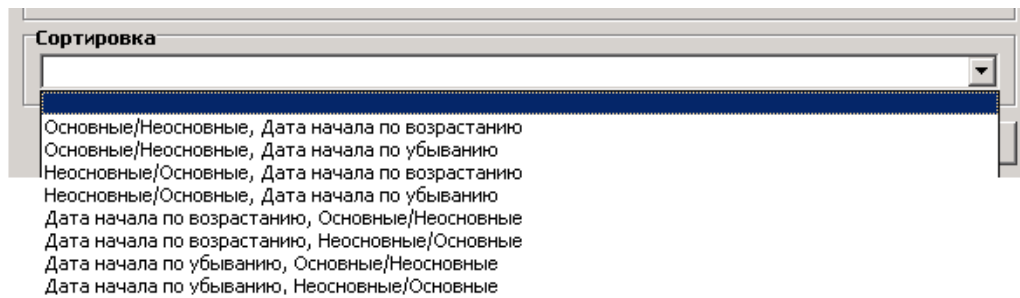 Сортировка
Основные/Неосновные, Дата начала по возрастанию
Основные/Неосновные, Дата начала по убыванию
Неосновные/Основные, Дата начала по возрастанию
Неосновные/Основные, Дата начала по убыванию
Дата начала по возрастанию, Основные/Неосновные
Дата начала по возрастанию, Неосновные/Основные
Дата начала по убыванию, Основные/Неосновные
Дата начала по убыванию, Неосновные/Основные